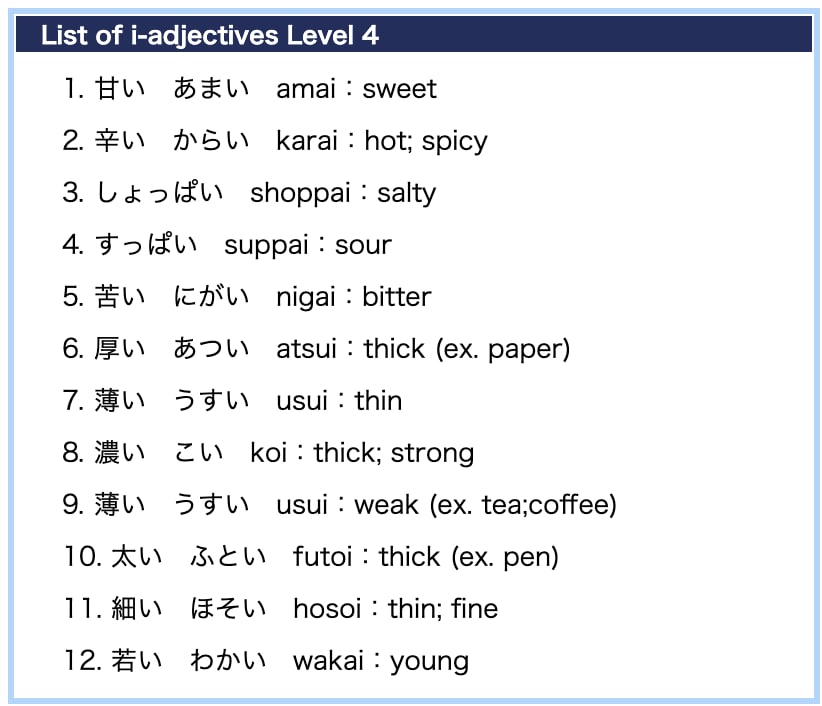 List of i-adjectives Level 4
1. 甘い　あまい　amai：sweet
2. 辛い　からい　karai：hot; spicy
3. しょっぱい　shoppai：salty
4. すっぱい　suppai：sour
5. 苦い　にがい　nigai：bitter
6. 厚い　あつい　atsui：thick (ex. paper)
7. 薄い　うすい　usui：thin
8. 濃い　こい　koi：thick; strong
9. 薄い　うすい　usui：weak (ex. tea;coffee)
10. 太い　ふとい　futoi：thick (ex. pen)
11. 細い　ほそい　hosoi：thin; fine
12. 若い　わかい　wakai：young